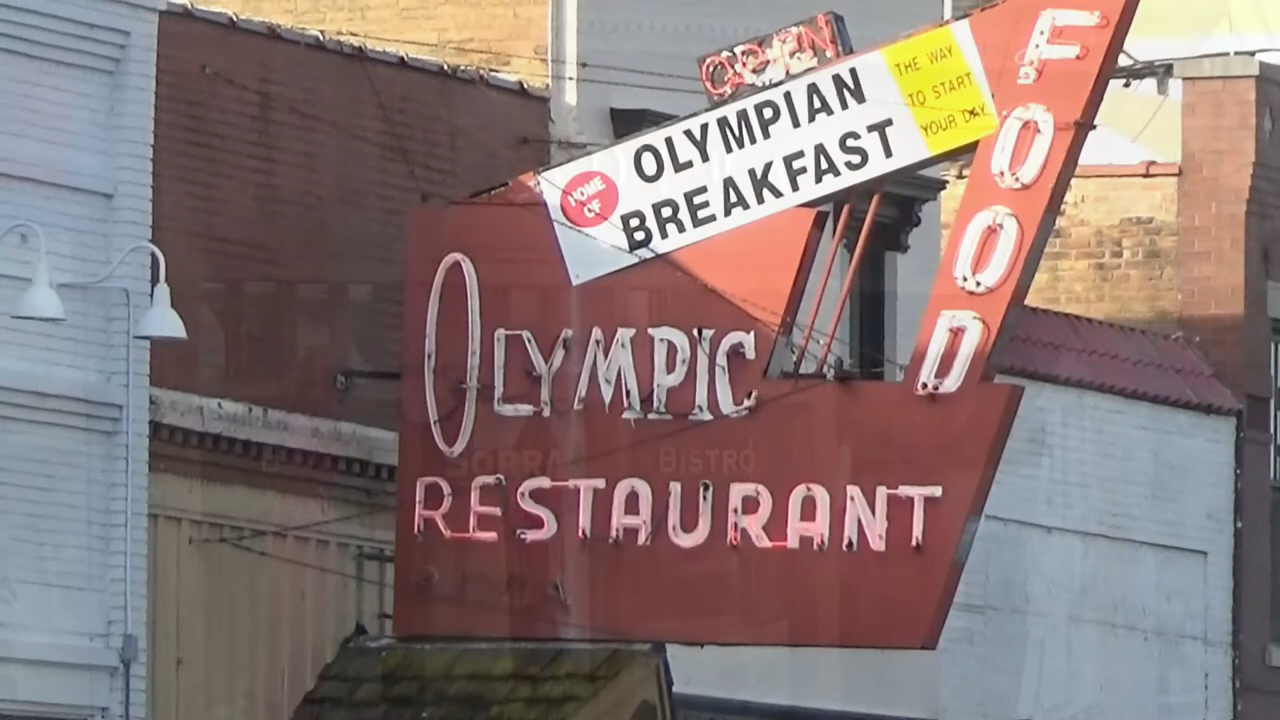 OPEN
HOME
OF
OLYMPIAN
BREAKFAST
THE WAY
TO START
YOUR DAY
FOOD
OLYMPIC
BISTRO
RESTAURANT